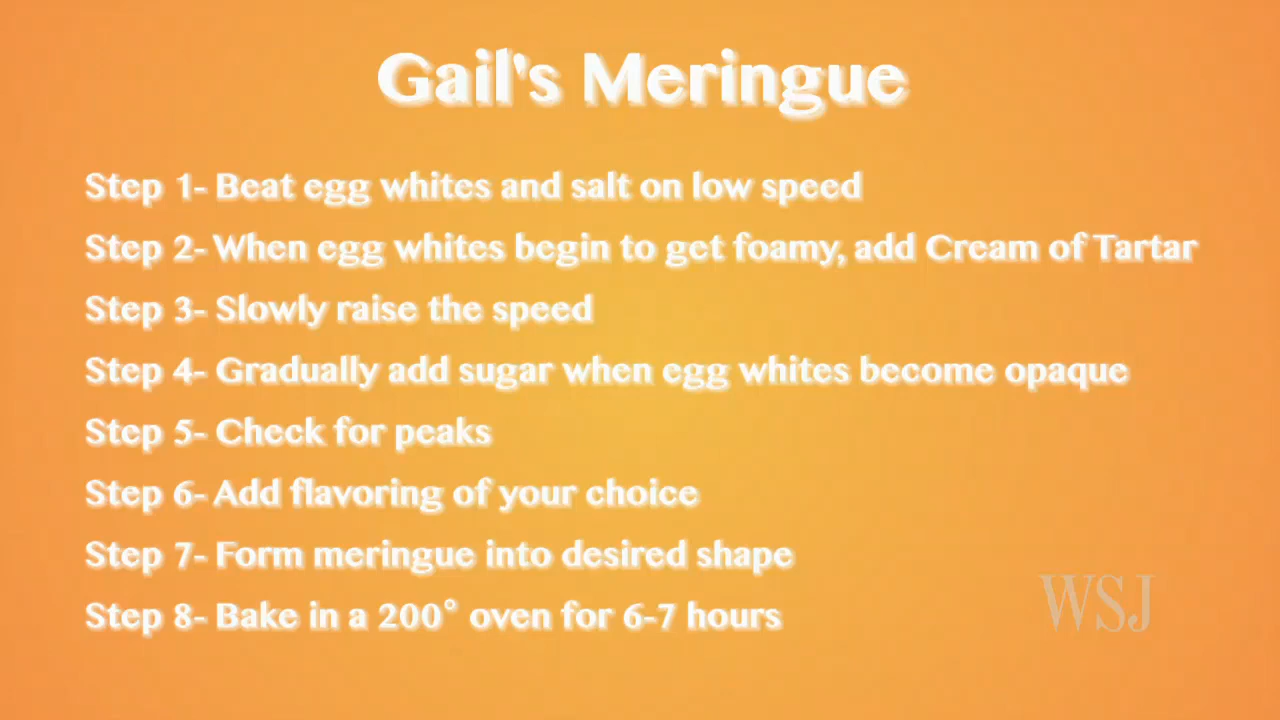 Gail's Meringue
Step 1- Beat egg whites and salt on low speed
Step 2- When egg whites begin to get foamy, add Cream of Tartar
Step 3- Slowly raise the speed
Step 4- Gradually add sugar when egg whites become opaque
Step 5- Check for peaks
Step 6- Add flavoring of your choice
Step 7- Form meringue into desired shape
Step 8- Bake in a 200° oven for 6-7 hours
WSJ